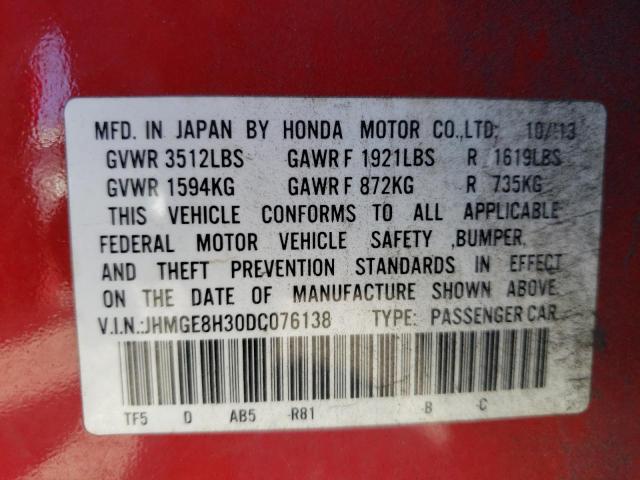 MFD. IN JAPAN BY HONDA MOTOR CO.,LTD: 10/13
GVWR 3512LBS GAWR F 1921LBS R 1619LBS
GVWR 1594KG GAWR F 872KG R 735KG
THIS VEHICLE CONFORMS TO ALL APPLICABLE
FEDERAL MOTOR VEHICLE SAFETY ,BUMPER,
AND THEFT PREVENTION STANDARDS IN EFFECT
ON THE DATE OF MANUFACTURE SHOWN ABOVE.
V.I.N.:JHMGE8H30DC076138 TYPE: PASSENGER CAR
TF5 D AB5 -R81 -B -C